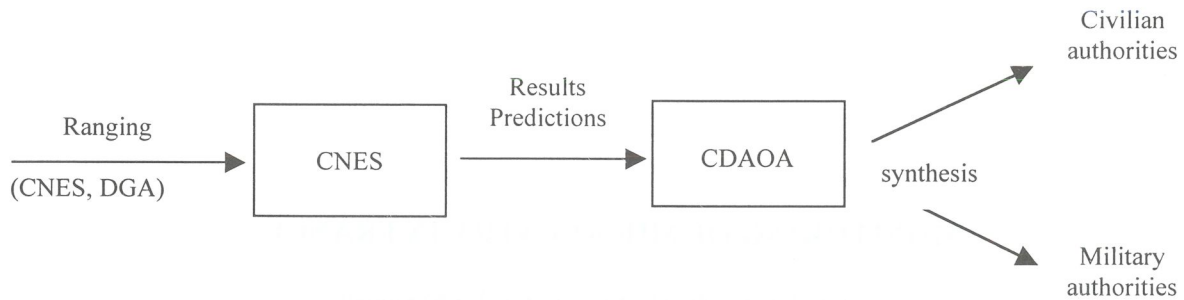 Ranging
(CNES, DGA)
CNES
Results
Predictions
CDAOA
synthesis
Civilian
authorities
Military
authorities